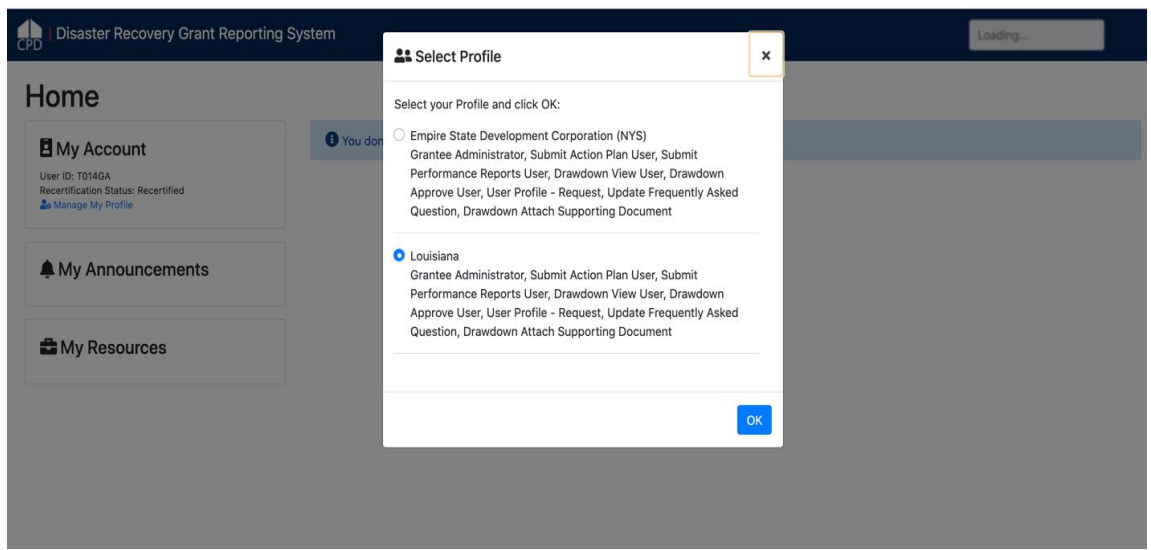 CPD | Disaster Recovery Grant Reporting System
Loading...
Home
My Account
User ID: T014GA
Recertification Status: Recertified
Manage My Profile
My Announcements
My Resources
You don
Select Profile
×
Select your Profile and click OK:
Empire State Development Corporation (NYS)
Grantee Administrator, Submit Action Plan User, Submit
Performance Reports User, Drawdown View User, Drawdown
Approve User, User Profile - Request, Update Frequently Asked
Question, Drawdown Attach Supporting Document
Louisiana
Grantee Administrator, Submit Action Plan User, Submit
Performance Reports User, Drawdown View User, Drawdown
Approve User, User Profile - Request, Update Frequently Asked
Question, Drawdown Attach Supporting Document
OK